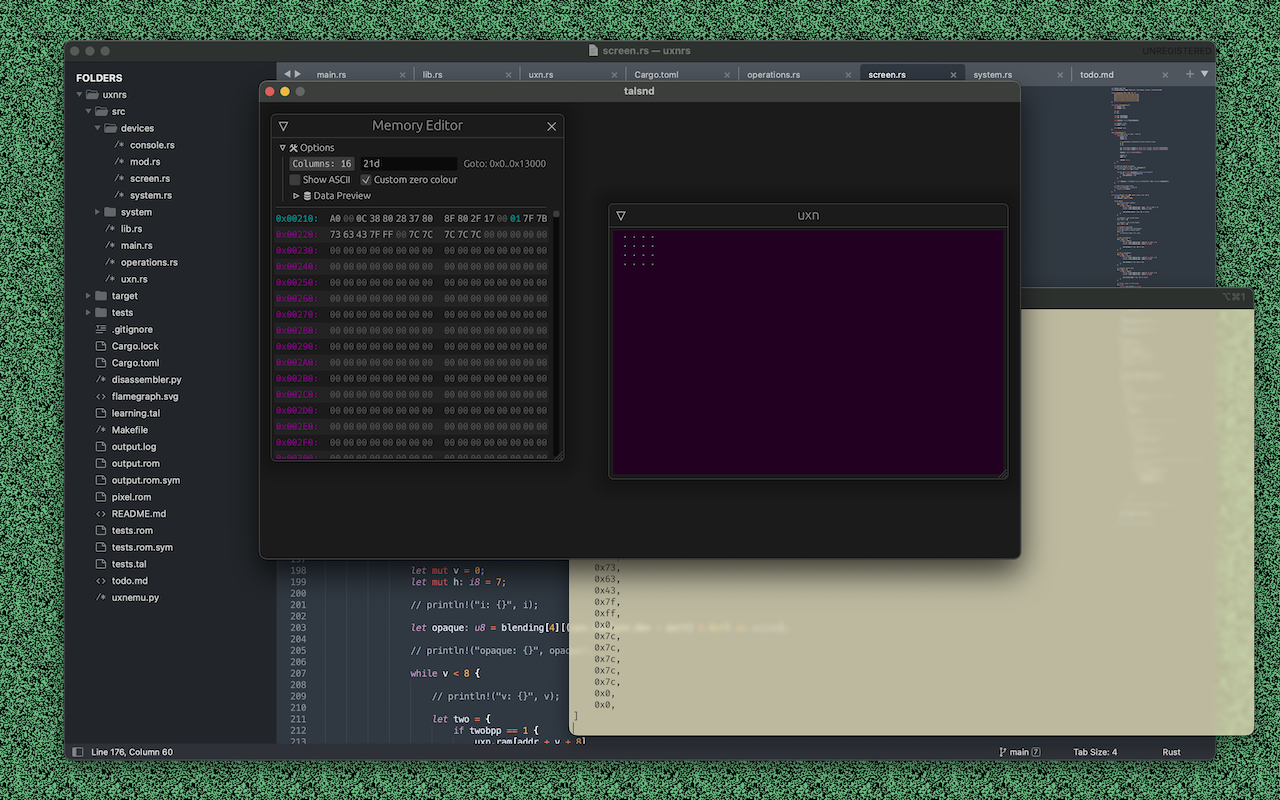 screen.rs — uxnrs
UNREGISTERED
FOLDERS
uxnrs
src
devices
console.rs
mod.rs
screen.rs
system.rs
system
lib.rs
main.rs
operations.rs
uxn.rs
target
tests
.gitignore
Cargo.lock
Cargo.toml
disassembler.py
flamegraph.svg
learning.tal
Makefile
output.log
output.rom
output.rom.sym
pixel.rom
README.md
tests.rom
tests.rom.sym
tests.tal
todo.md
uxnemu.py
main.rs
lib.rs
uxn.rs
Cargo.toml
operations.rs
screen.rs
system.rs
todo.md
talsnd
Memory Editor
Options
Columns: 16 21d Goto: 0x0..0x13000
Show ASCII Custom zero colour
Data Preview
0x00210: A0 00 0C 38 80 28 37 80 8F 80 2F 17 00 01 7F 7B
0x00220: 73 63 43 7F FF 00 7C 7C 7C 7C 7C 00 00 00 00 00
0x00230: 00 00 00 00 00 00 00 00 00 00 00 00 00 00 00 00
0x00240: 00 00 00 00 00 00 00 00 00 00 00 00 00 00 00 00
0x00250: 00 00 00 00 00 00 00 00 00 00 00 00 00 00 00 00
0x00260: 00 00 00 00 00 00 00 00 00 00 00 00 00 00 00 00
0x00270: 00 00 00 00 00 00 00 00 00 00 00 00 00 00 00 00
0x00280: 00 00 00 00 00 00 00 00 00 00 00 00 00 00 00 00
0x00290: 00 00 00 00 00 00 00 00 00 00 00 00 00 00 00 00
0x002A0: 00 00 00 00 00 00 00 00 00 00 00 00 00 00 00 00
0x002B0: 00 00 00 00 00 00 00 00 00 00 00 00 00 00 00 00
0x002C0: 00 00 00 00 00 00 00 00 00 00 00 00 00 00 00 00
0x002D0: 00 00 00 00 00 00 00 00 00 00 00 00 00 00 00 00
0x002E0: 00 00 00 00 00 00 00 00 00 00 00 00 00 00 00 00
0x002F0: 00 00 00 00 00 00 00 00 00 00 00 00 00 00 00 00
uxn
⌥⌘1
198 let mut v = 0;
199 let mut h: i8 = 7;
200
201 // println!("i: {}", i);
202
203 let opaque: u8 = blending[4][(
204
205 // println!("opaque: {}", opaq
206
207 while v < 8 {
208
209 // println!("v: {}", v);
210
211 let two = {
212 if twobpp == 1 {
213 uxn.ram[addr + v + 8]
0x73,
0x63,
0x43,
0x7f,
0xff,
0x0,
0x7c,
0x7c,
0x7c,
0x7c,
0x7c,
0x0,
0x0,
]
Line 176, Column 60
main 7
Tab Size: 4
Rust